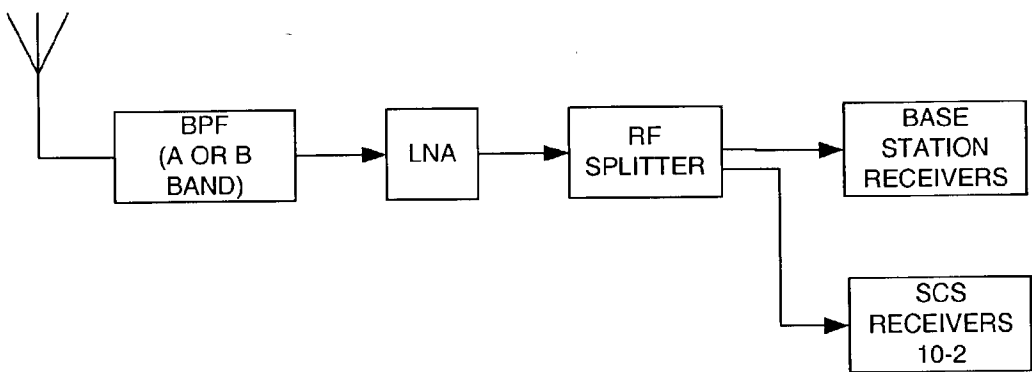 BPF
(A OR B
BAND)
LNA
RF
SPLITTER
BASE
STATION
RECEIVERS
SCS
RECEIVERS
10-2